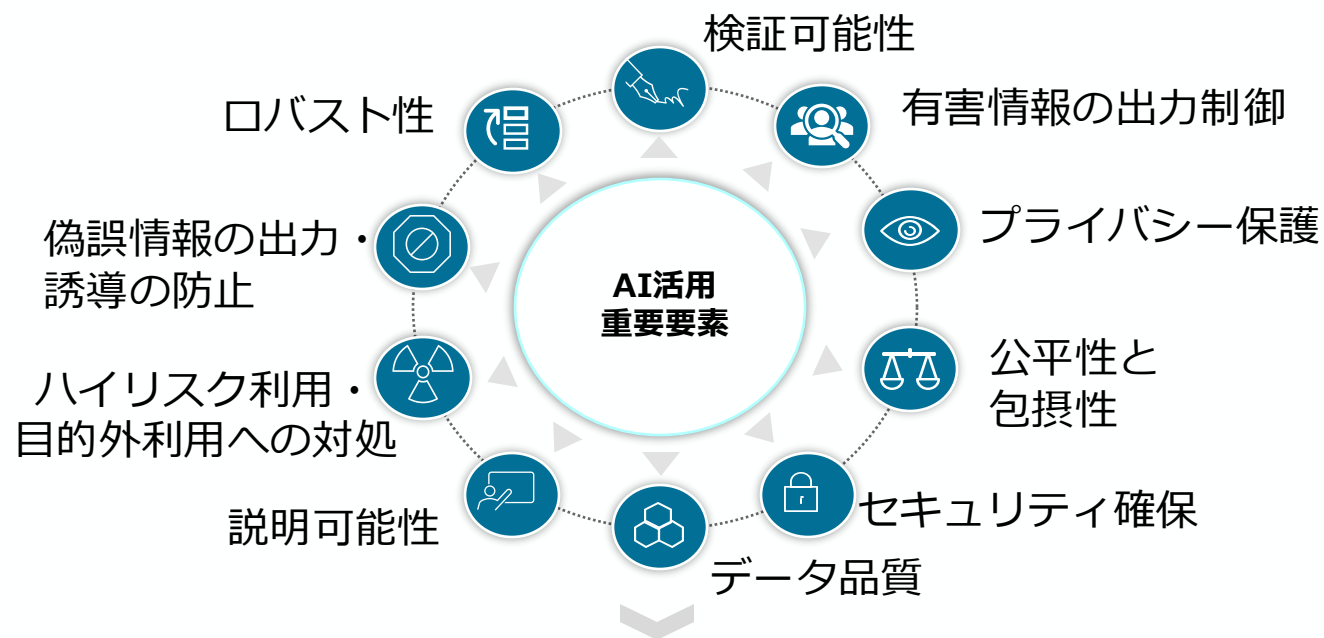 検証可能性
有害情報の出力制御
プライバシー保護
公平性と
包摂性
セキュリティ確保
データ品質
説明可能性
ハイリスク利用・
目的外利用への対処
偽誤情報の出力・
誘導の防止
ロバスト性
AI活用
重要要素